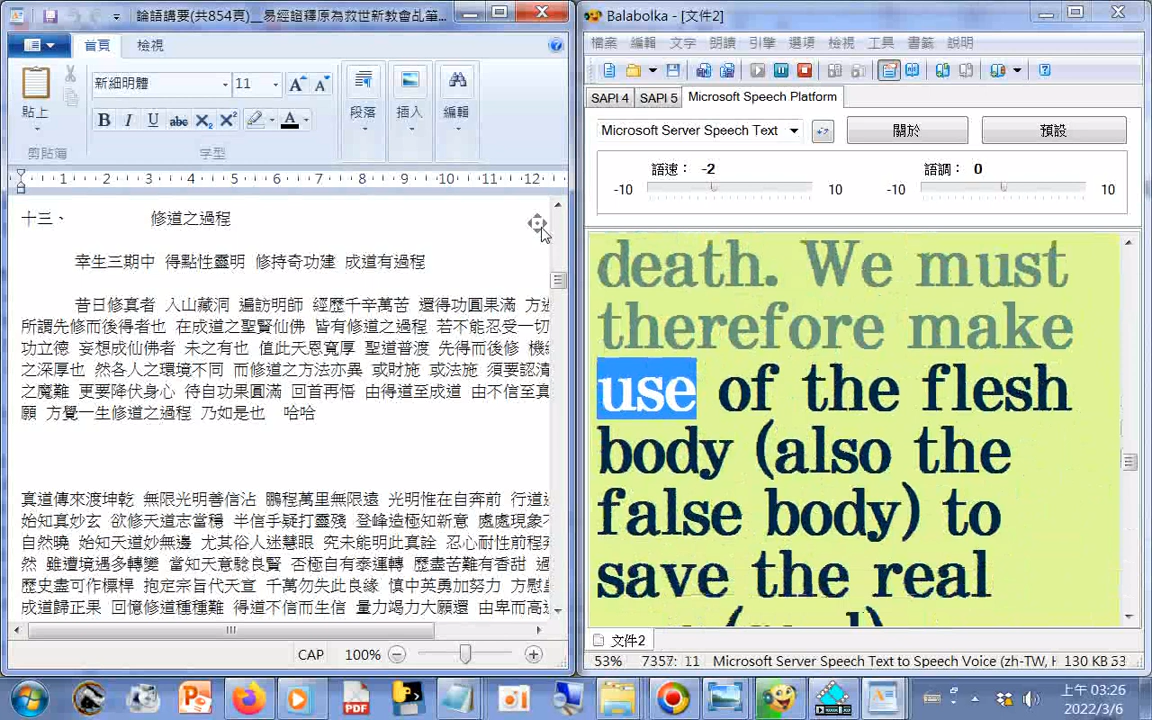 論語講要(共854頁)__易經證釋原為救世新教會乩筆...
首頁
檢視
貼上
剪貼簿
新細明體
11
B I U abc X₂ X² A
字型
段落
插入
編輯
1 2 3 4 5 6 7 8 9 10 11 12
十三、 修道之過程
幸生三期中 得點性靈明 修持奇功建 成道有過程
昔日修真者 入山藏洞 遍訪明師 經歷千辛萬苦 還得功圓果滿 方
所謂先修而後得者也 在成道之聖賢仙佛 皆有修道之過程 若不能忍受一切
功立德 妄想成仙佛者 未之有也 值此天恩寬厚 聖道普渡 先得而後修 機
之深厚也 然各人之環境不同 而修道之方法亦異 或財施 或法施 須要認清
之魔難 更要降伏身心 待自功果圓滿 回首再悟 由得道至成道 由不信至真
願 方覺一生修道之過程 乃如是也 哈哈
真道傳來渡坤乾 無限光明善信沾 鵬程萬里無限遠 光明惟在自奔前 行道
始知真妙玄 欲修天道志當穩 半信乎疑打靈殘 登峰造極知新意 處處現象
自然曉 始知天道妙無邊 尤其俗人迷慧眼 究未能明此真詮 忍心耐性前程
然 雖遭境遇多轉變 當知天意睑良賢 否極自有泰運轉 歷盡苦難有香甜 過
歷史盡可作標桿 抱定宗旨代天宣 千萬勿失此良緣 慎中英勇加努力 方慰
成道歸正果 回憶修道種種難 得道不信而生信 量力竭力大願還 由卑而高
CAP 100%
Balabolka - [文件2]
檔案 編輯 文字 朗讀 引擎 選項 檢視 工具 書籤 說明
SAPI 4 SAPI 5 Microsoft Speech Platform
Microsoft Server Speech Text 關於 預設
語速: -2 語調: 0
-10 10 -10 10
death. We must
therefore make
use of the flesh
body (also the
false body) to
save the real
文件2
53% 7357: 11 Microsoft Server Speech Text to Speech Voice (zh-TW, H 130 KB 53
上午 03:26
2022/3/6